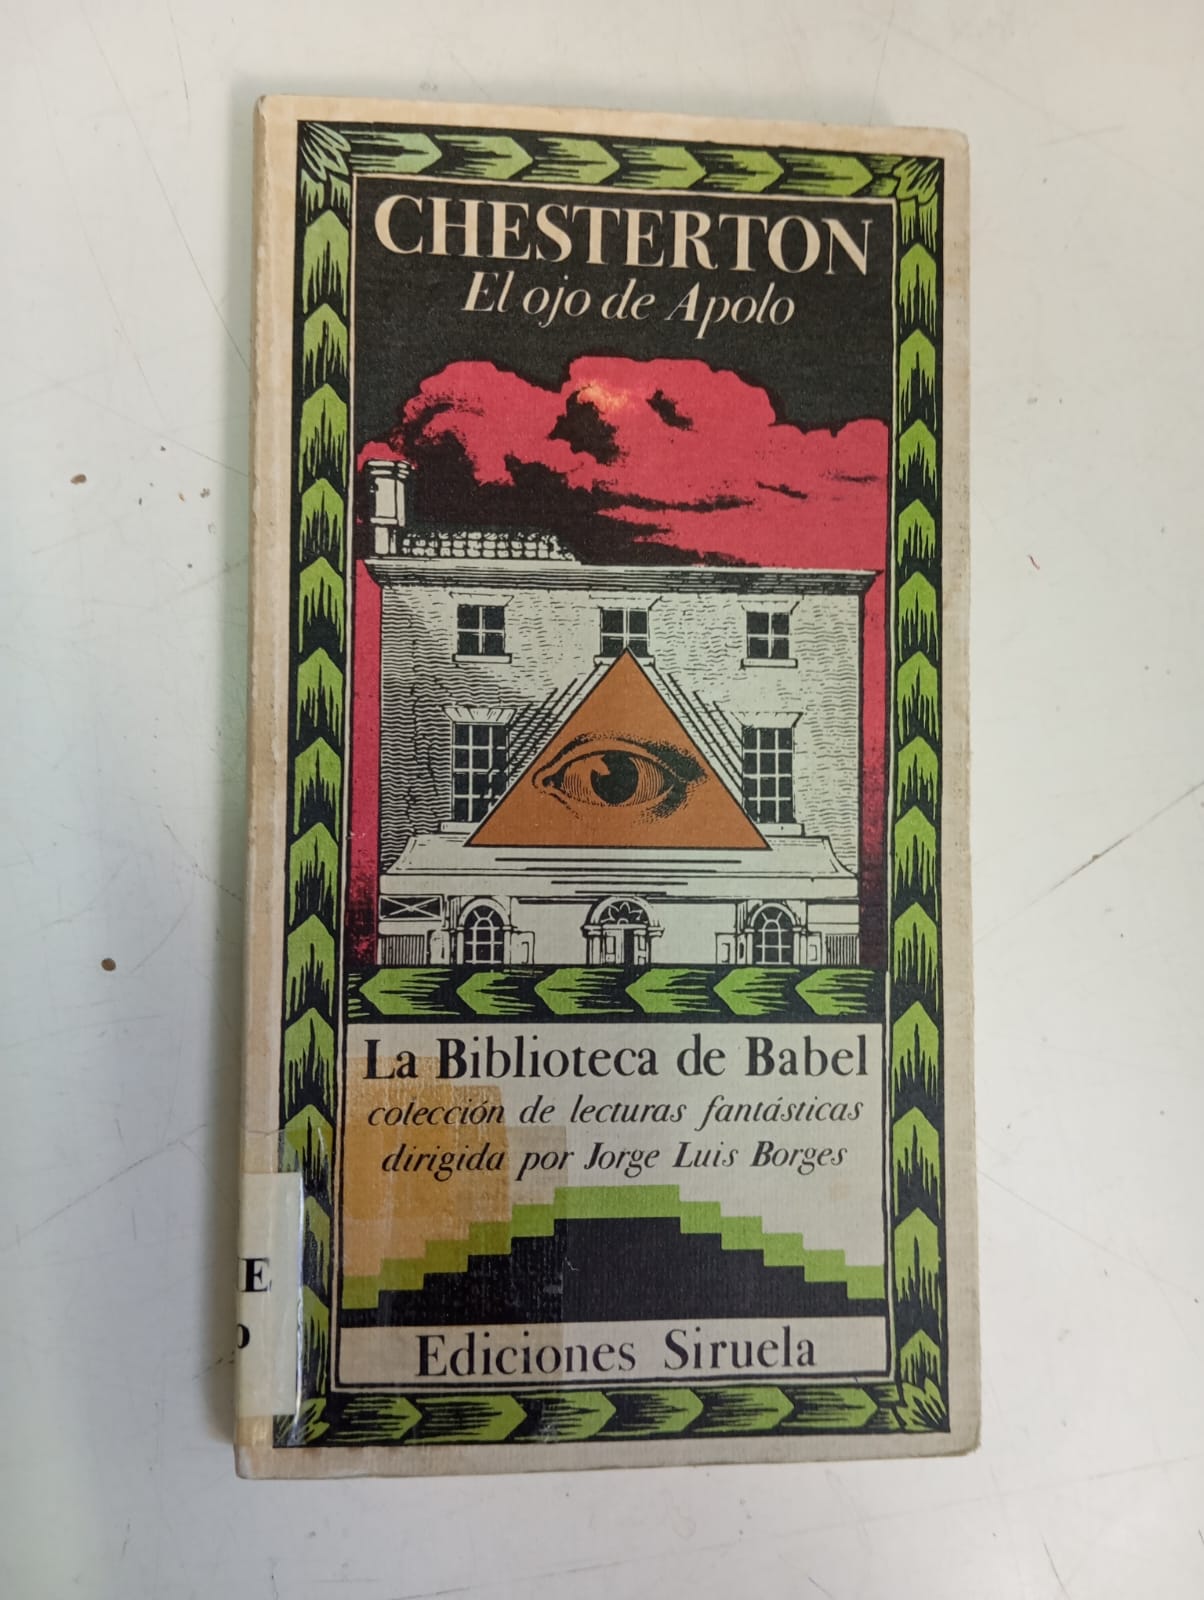 CHESTERTON
El ojo de Apolo
La Biblioteca de Babel
colección de lecturas fantásticas
dirigida por Jorge Luis Borges
E
Ediciones Siruela